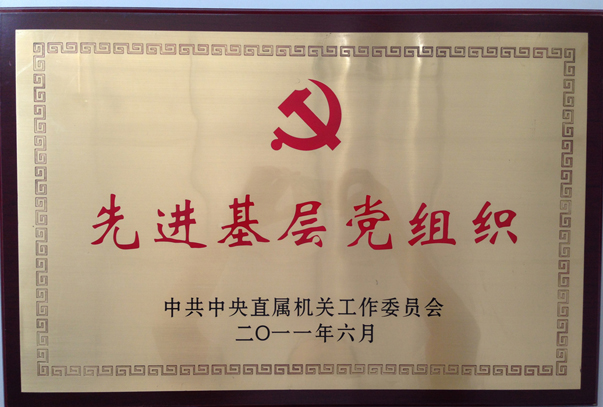 先进基层党组织
中共中央直属机关工作委员会
二〇一一年六月